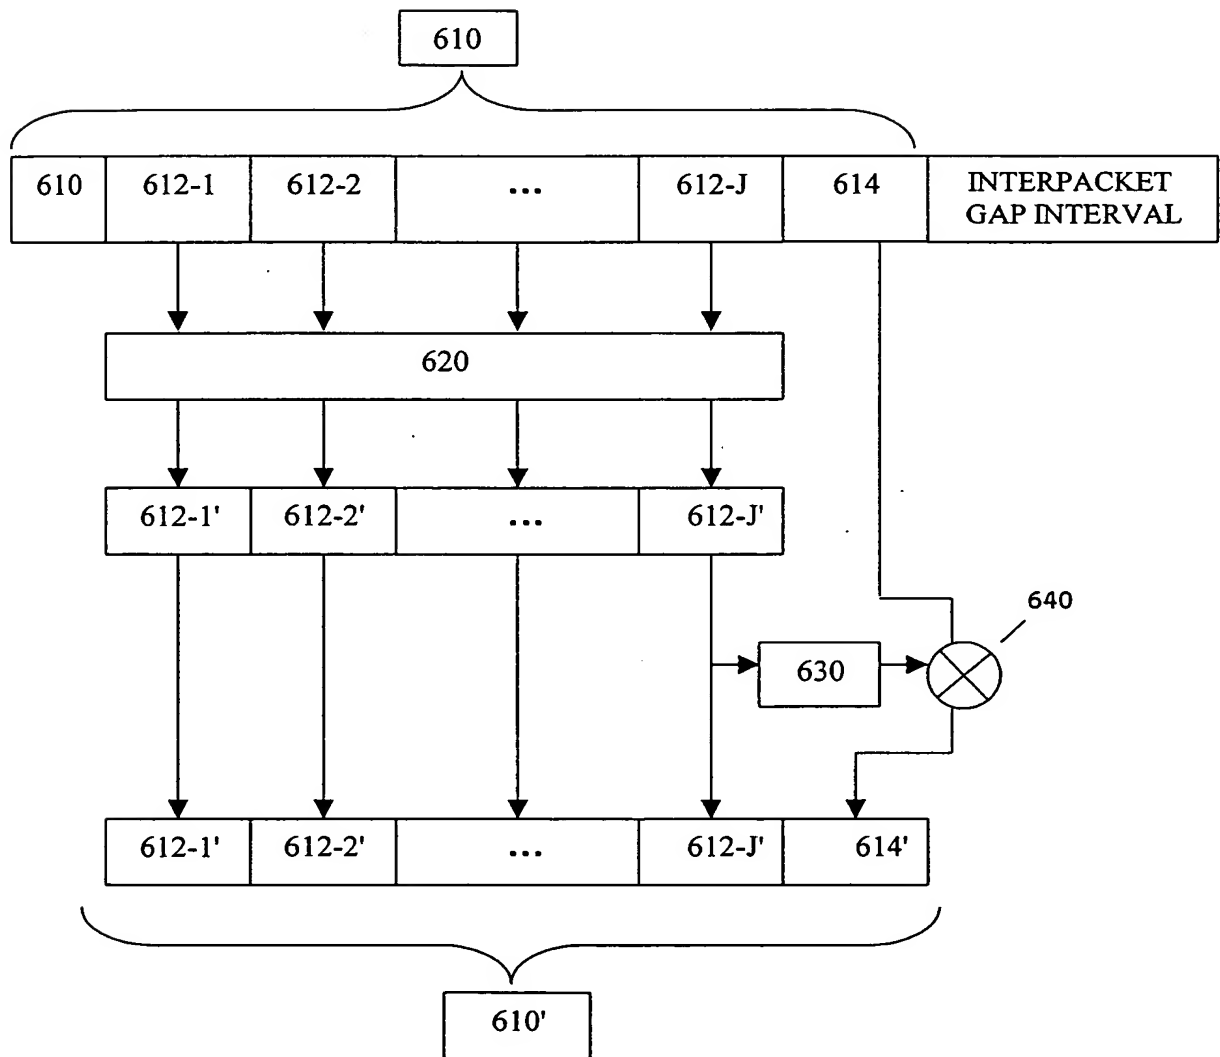 610
610 612-1 612-2 ... 612-J 614 INTERPACKET
GAP INTERVAL
620
612-1' 612-2' ... 612-J'
640
630
612-1' 612-2' ... 612-J' 614'
610'